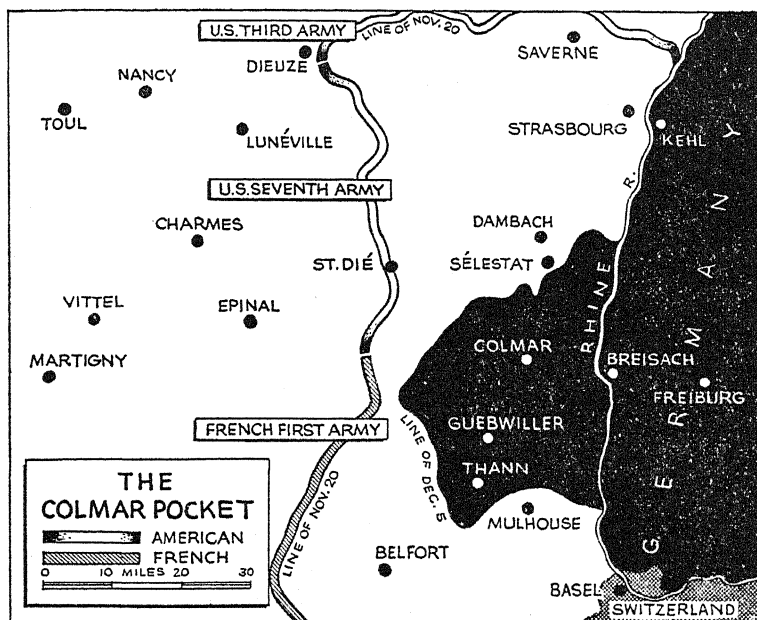 U.S. THIRD ARMY
LINE OF NOV. 20
DIEUZE
SAVERNE
NANCY
TOUL
LUNÉVILLE
STRASBOURG
KEHL
U.S. SEVENTH ARMY
R.
CHARMES
DAMBACH
ST. DIÉ
SÉLESTAT
RHINE
VITTEL
EPINAL
MARTIGNY
COLMAR
BREISACH
FREIBURG
GERMANY
FRENCH FIRST ARMY
GUEBWILLER
LINE OF DEC. 5
THANN
LINE OF NOV. 20
MULHOUSE
BELFORT
BASEL
SWITZERLAND
THE
COLMAR POCKET
AMERICAN
FRENCH
0 10 MILES 20 30